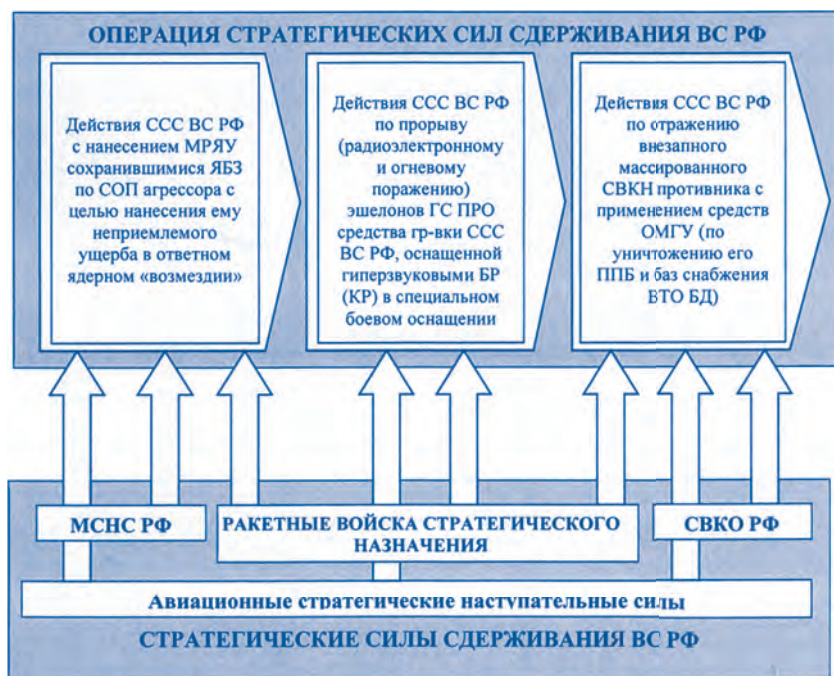 ОПЕРАЦИЯ СТРАТЕГИЧЕСКИХ СИЛ СДЕРЖИВАНИЯ ВС РФ
Действия ССС ВС РФ
с нанесением МРЯУ
сохранившимися ЯБЗ
по СОП агрессора с
целью нанесения ему
неприемлемого
ущерба в ответном
ядерном «возмездии»
Действия ССС ВС РФ
по прорыву
(радиоэлектронному
и огневому
поражению)
эшелонов ГС ПРО
средства гр-вки ССС
ВС РФ, оснащенной
гиперзвуковыми БР
(КР) в специальном
боевом оснащении
Действия ССС ВС РФ
по отражению
внезапного
массированного
СВКН противника с
применением средств
ОМГУ (по
уничтожению его
ППБ и баз снабжения
ВТО БД)
МСНС РФ
РАКЕТНЫЕ ВОЙСКА СТРАТЕГИЧЕСКОГО
НАЗНАЧЕНИЯ
СВКО РФ
Авиационные стратегические наступательные силы
СТРАТЕГИЧЕСКИЕ СИЛЫ СДЕРЖИВАНИЯ ВС РФ